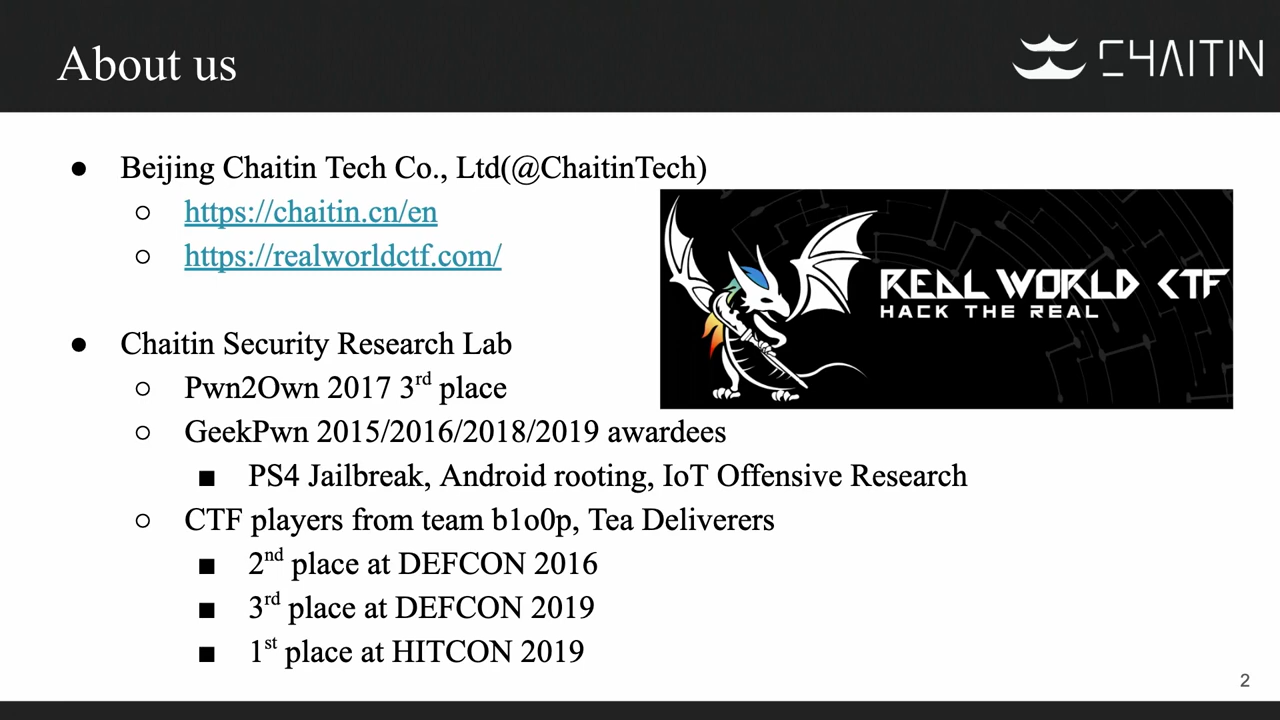 About us
CHAITIN
● Beijing Chaitin Tech Co., Ltd(@ChaitinTech)
○ https://chaitin.cn/en
○ https://realworldctf.com/
REAL WORLD CTF
HACK THE REAL
● Chaitin Security Research Lab
○ Pwn2Own 2017 3rd place
○ GeekPwn 2015/2016/2018/2019 awardees
■ PS4 Jailbreak, Android rooting, IoT Offensive Research
○ CTF players from team b1o0p, Tea Deliverers
■ 2nd place at DEFCON 2016
■ 3rd place at DEFCON 2019
■ 1st place at HITCON 2019
2